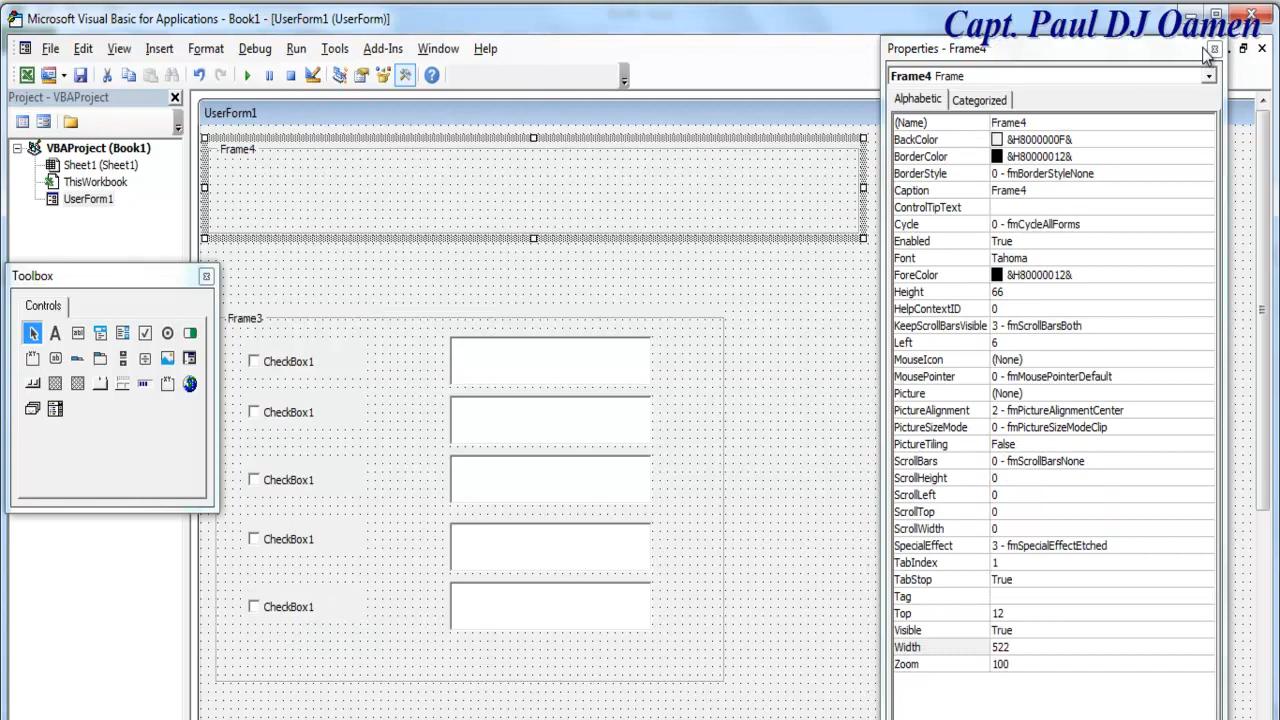 Microsoft Visual Basic for Applications - Book1 - [UserForm1 (UserForm)]
Capt. Paul DJ Oamen
File Edit View Insert Format Debug Run Tools Add-Ins Window Help
Project - VBAProject
VBAProject (Book1)
Sheet1 (Sheet1)
ThisWorkbook
UserForm1
Toolbox
Controls
A
UserForm1
Frame4
Frame3
CheckBox1
CheckBox1
CheckBox1
CheckBox1
CheckBox1
Properties - Frame4
Frame4 Frame
Alphabetic Categorized
(Name) Frame4
BackColor &H8000000F&
BorderColor &H80000012&
BorderStyle 0 - fmBorderStyleNone
Caption Frame4
ControlTipText
Cycle 0 - fmCycleAllForms
Enabled True
Font Tahoma
ForeColor &H80000012&
Height 66
HelpContextID 0
KeepScrollBarsVisible 3 - fmScrollBarsBoth
Left 6
MouseIcon (None)
MousePointer 0 - fmMousePointerDefault
Picture (None)
PictureAlignment 2 - fmPictureAlignmentCenter
PictureSizeMode 0 - fmPictureSizeModeClip
PictureTiling False
ScrollBars 0 - fmScrollBarsNone
ScrollHeight 0
ScrollLeft 0
ScrollTop 0
ScrollWidth 0
SpecialEffect 3 - fmSpecialEffectEtched
TabIndex 1
TabStop True
Tag
Top 12
Visible True
Width 522
Zoom 100